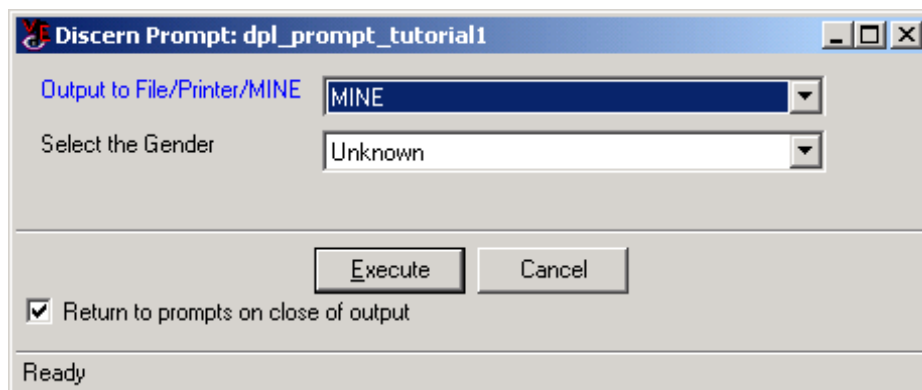 Discern Prompt: dpl_prompt_tutorial1
Output to File/Printer/MINE MINE
Select the Gender Unknown
Execute Cancel
Return to prompts on close of output
Ready